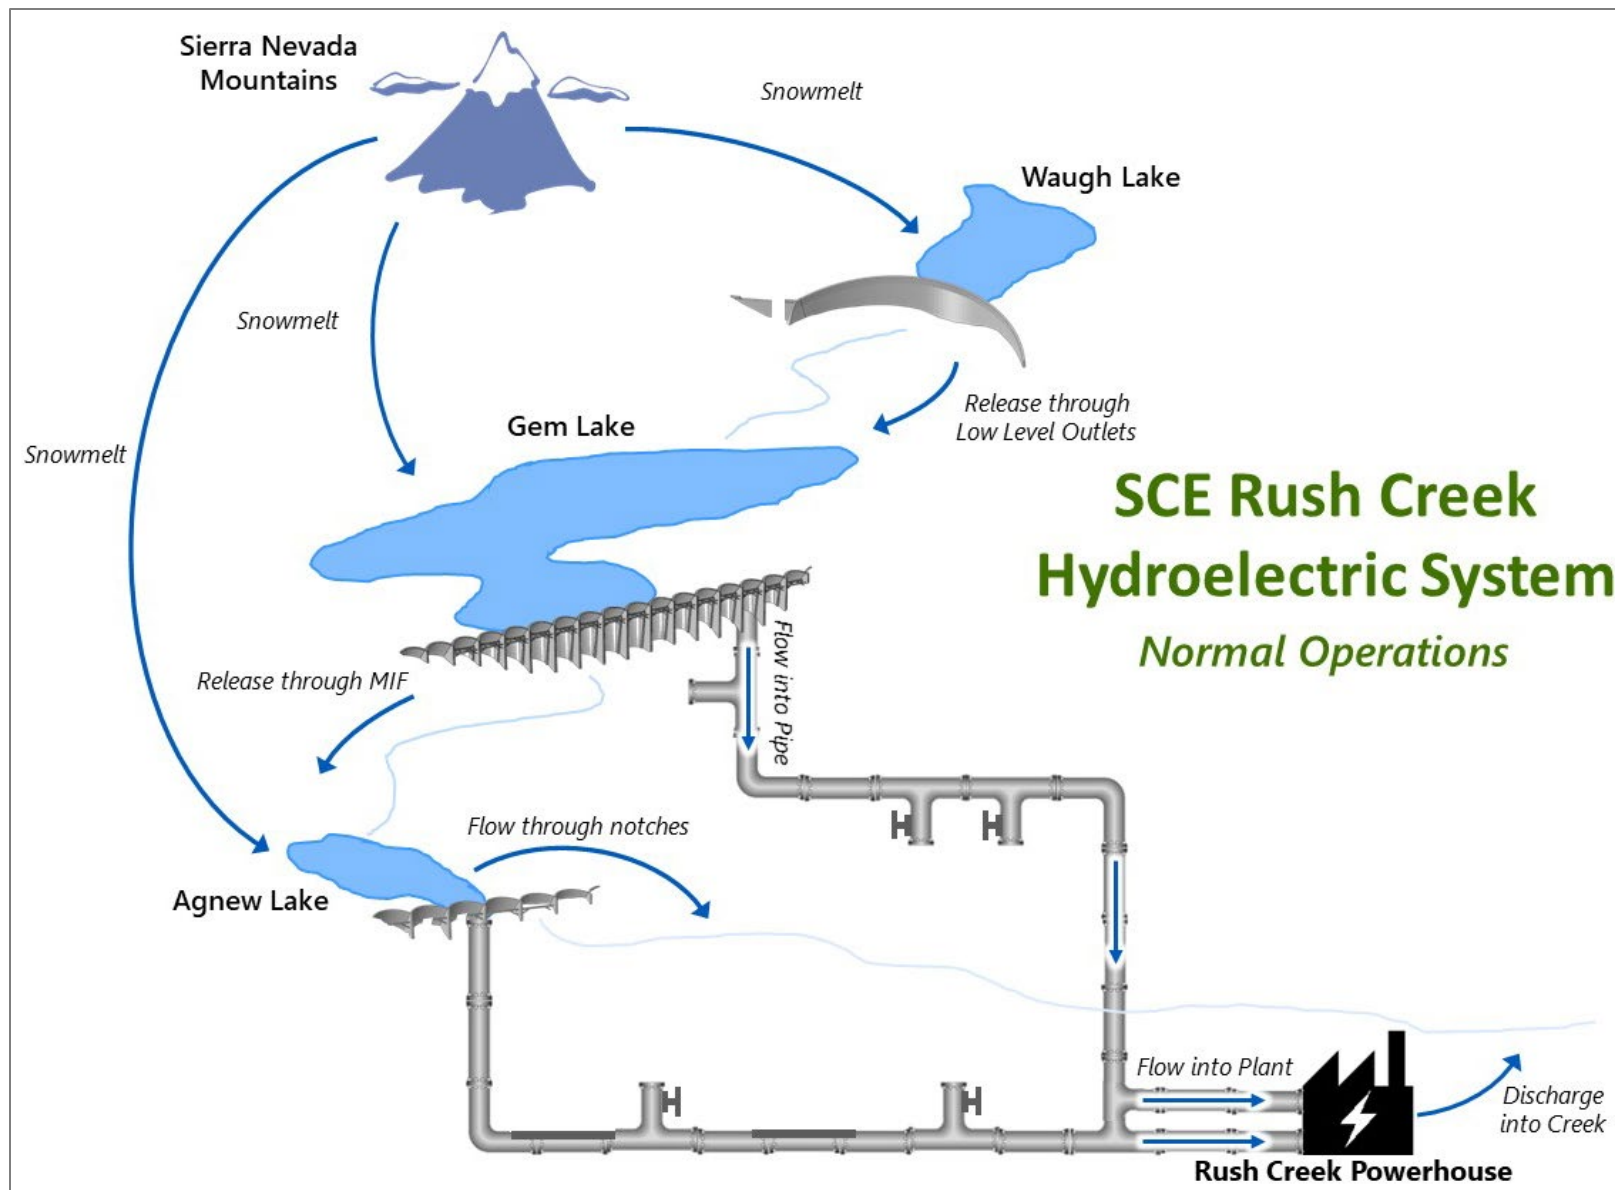 Sierra Nevada
Mountains
Snowmelt
Waugh Lake
Snowmelt
Release through
Low Level Outlets
Gem Lake
Snowmelt
SCE Rush Creek
Hydroelectric System
Normal Operations
Release through MIF
Flow into Pipe
Flow through notches
Agnew Lake
Flow into Plant
Discharge
into Creek
Rush Creek Powerhouse